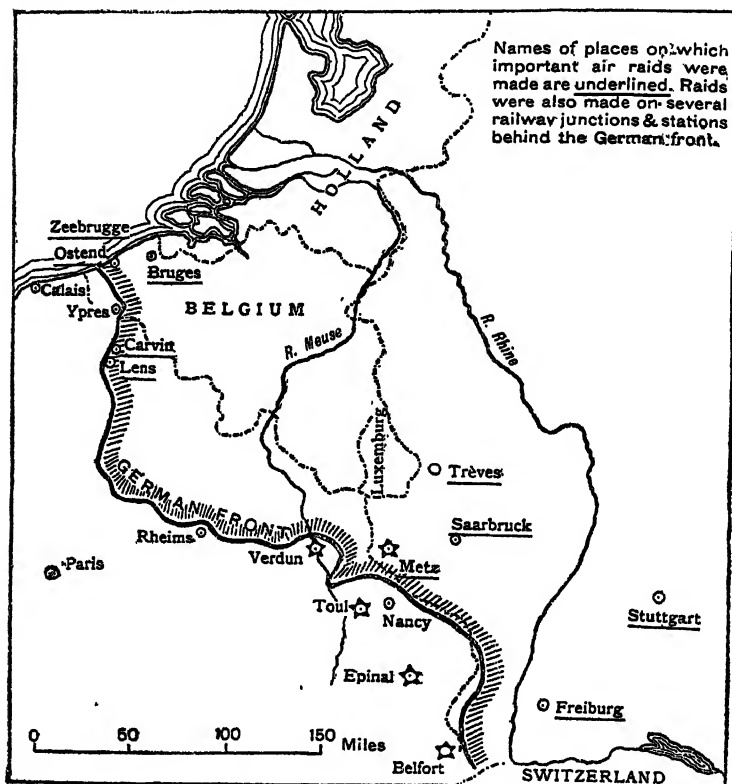 Names of places on which
important air raids were
made are underlined. Raids
were also made on several
railway junctions & stations
behind the German front.
HOLLAND
Zeebrugge
Ostend
Bruges
Calais
Ypres
BELGIUM
R. Meuse
R. Rhine
Carvin
Lens
Luxemburg
Trèves
GERMAN FRONT
Rheims
Verdun
Metz
Saarbruck
Paris
Toul
Nancy
Stuttgart
Epinal
Freiburg
0 50 100 150 Miles
Belfort
SWITZERLAND